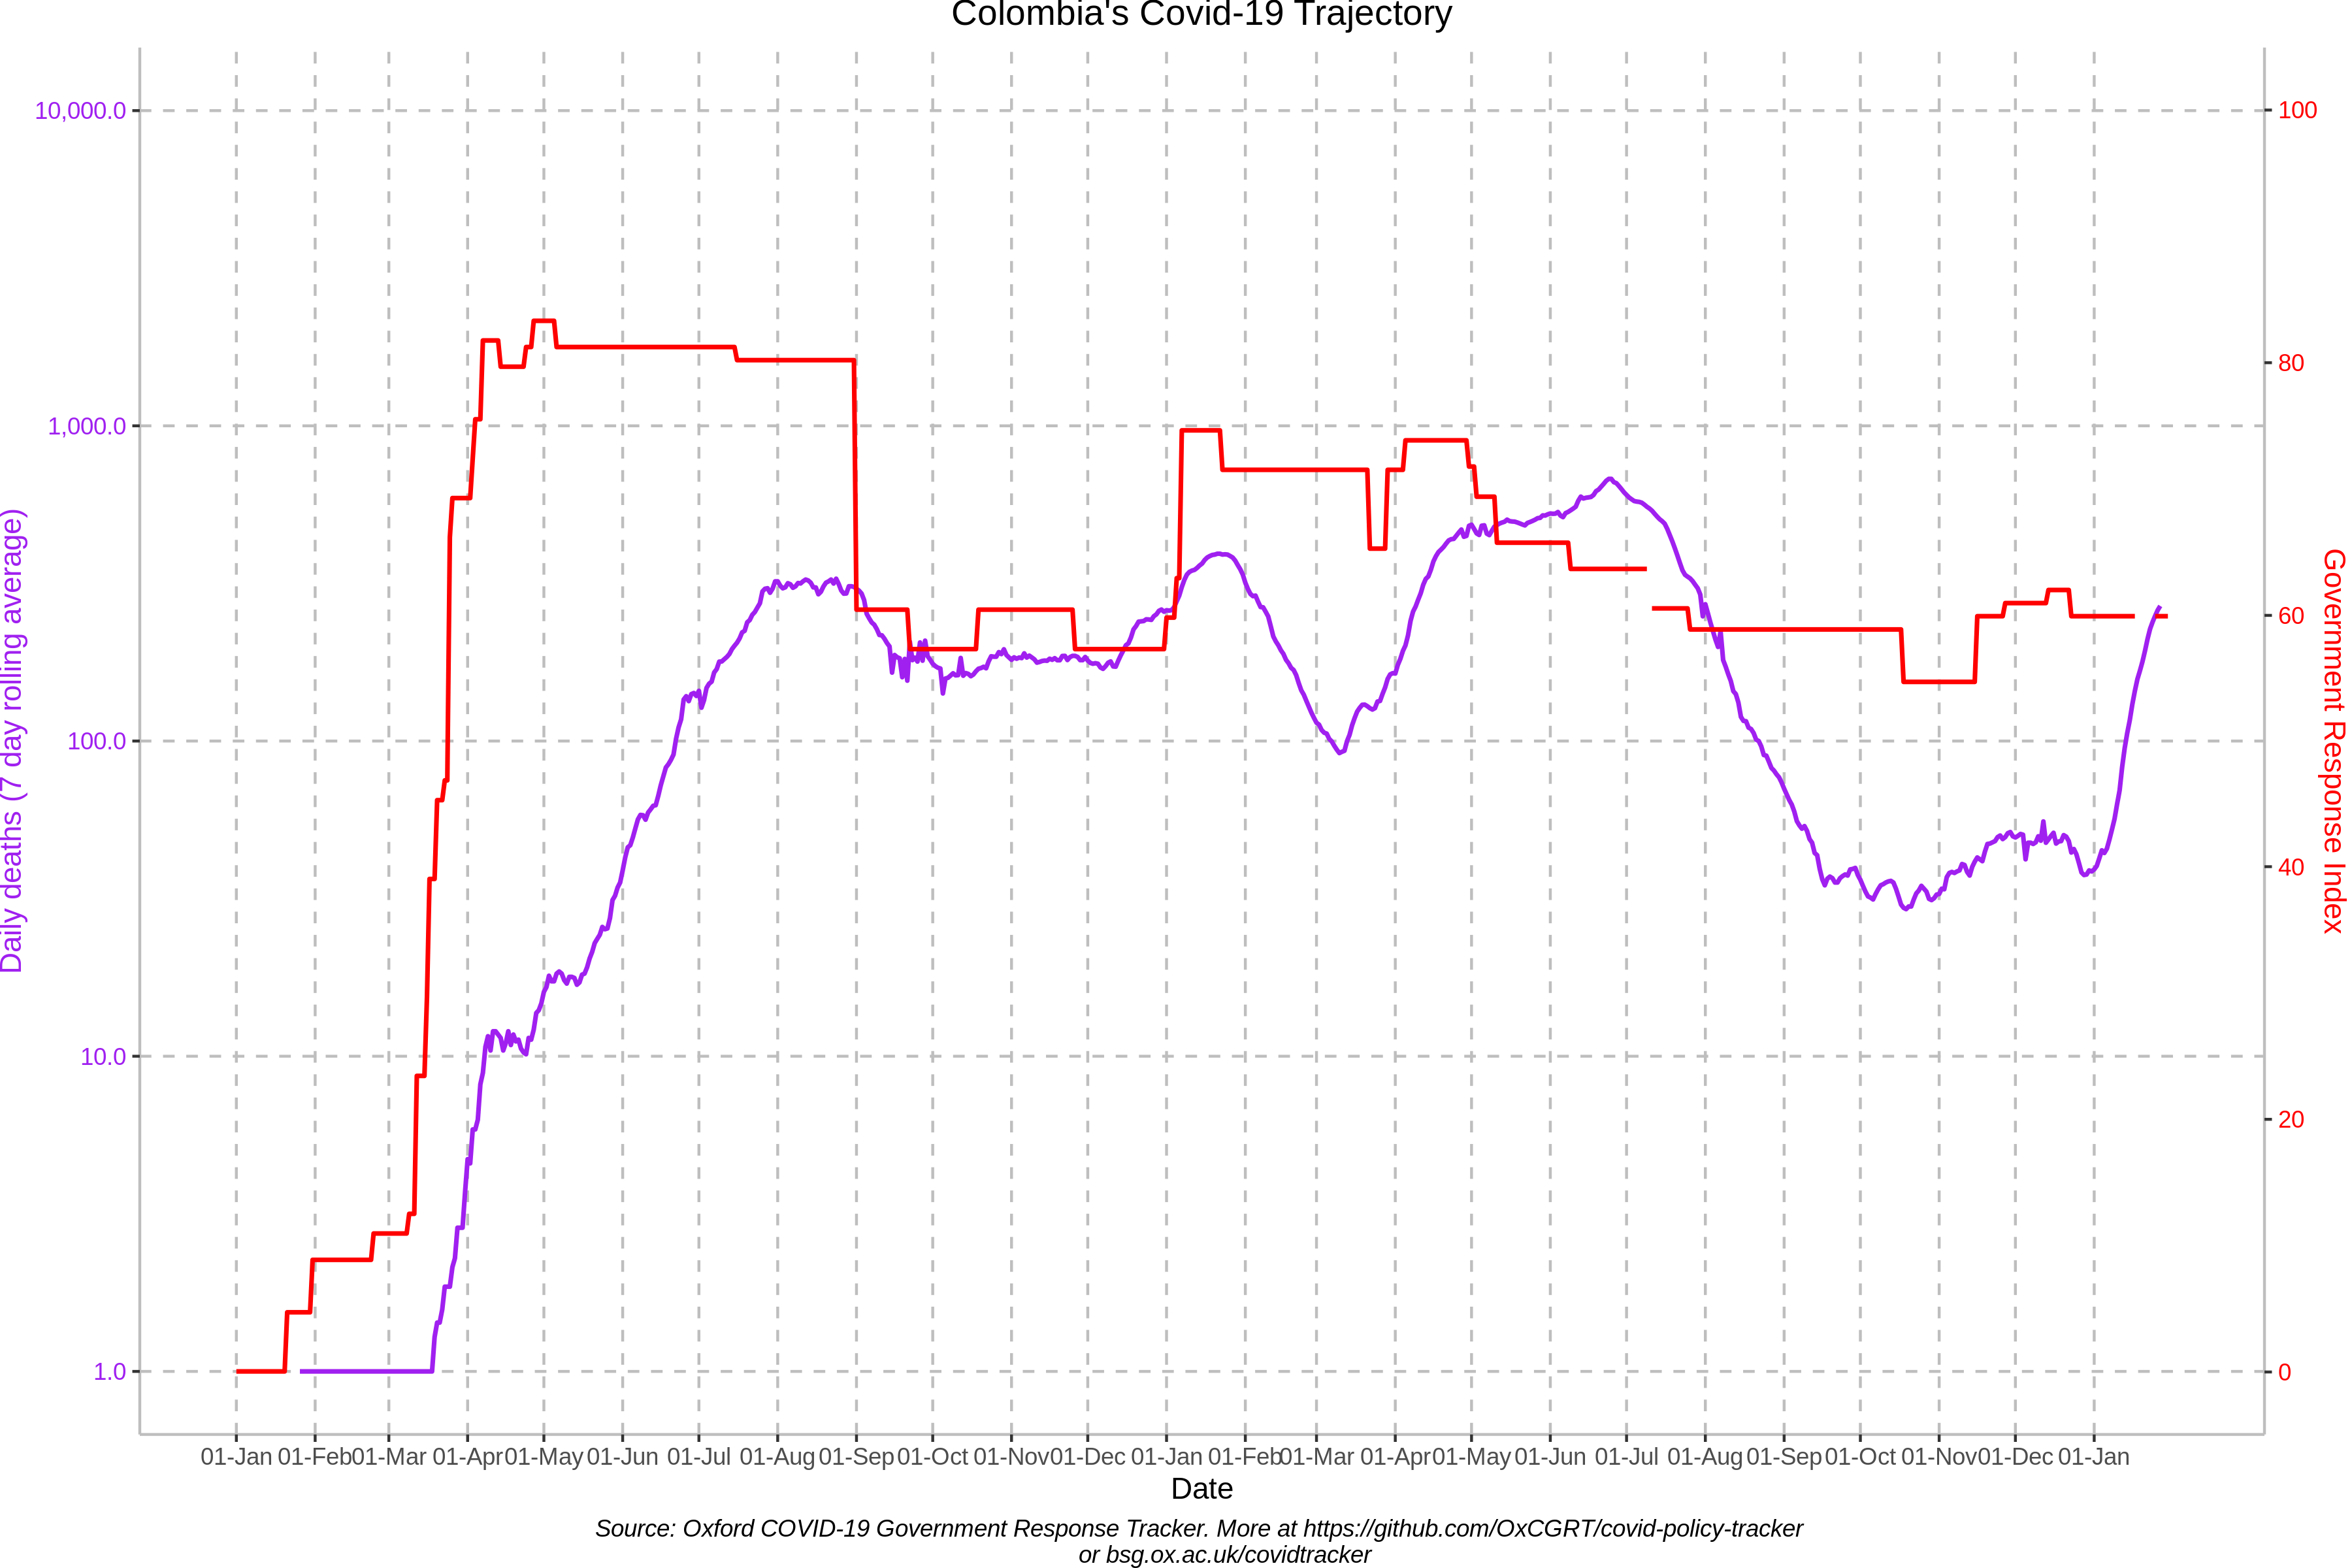 Colombia's Covid-19 Trajectory
10,000.0
1,000.0
100.0
10.0
1.0
Daily deaths (7 day rolling average)
100
80
60
40
20
0
Government Response Index
01-Jan 01-Feb 01-Mar 01-Apr 01-May 01-Jun 01-Jul 01-Aug 01-Sep 01-Oct 01-Nov 01-Dec 01-Jan 01-Feb 01-Mar 01-Apr 01-May 01-Jun 01-Jul 01-Aug 01-Sep 01-Oct 01-Nov 01-Dec 01-Jan
Date
Source: Oxford COVID-19 Government Response Tracker. More at https://github.com/OxCGRT/covid-policy-tracker
or bsg.ox.ac.uk/covidtracker